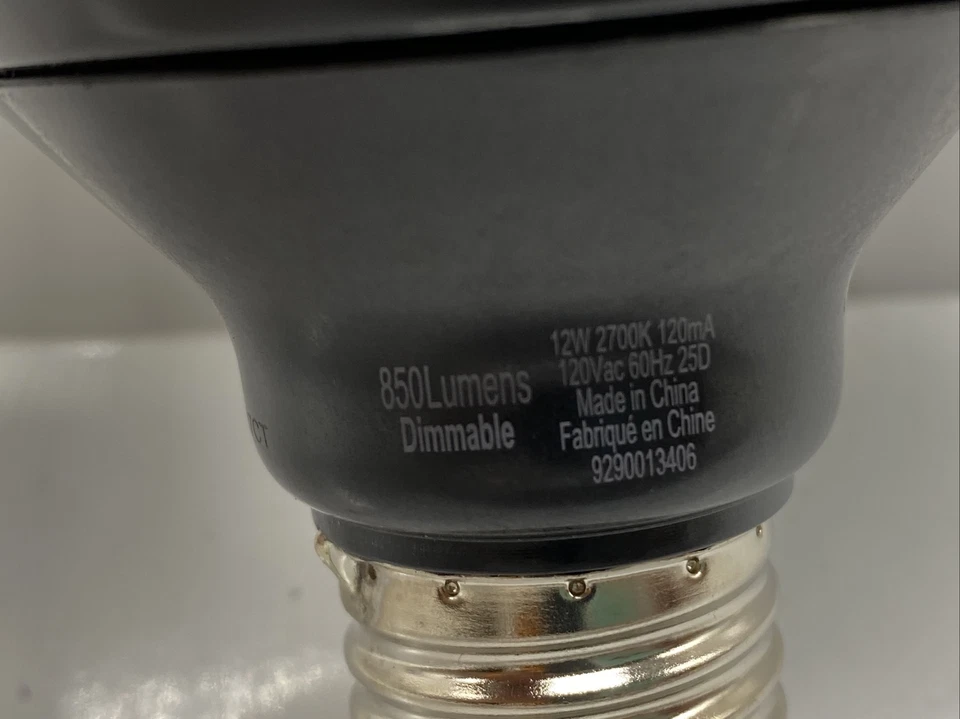 850Lumens
Dimmable
12W 2700K 120mA
120Vac 60Hz 25D
Made in China
Fabriqué en Chine
9290013406